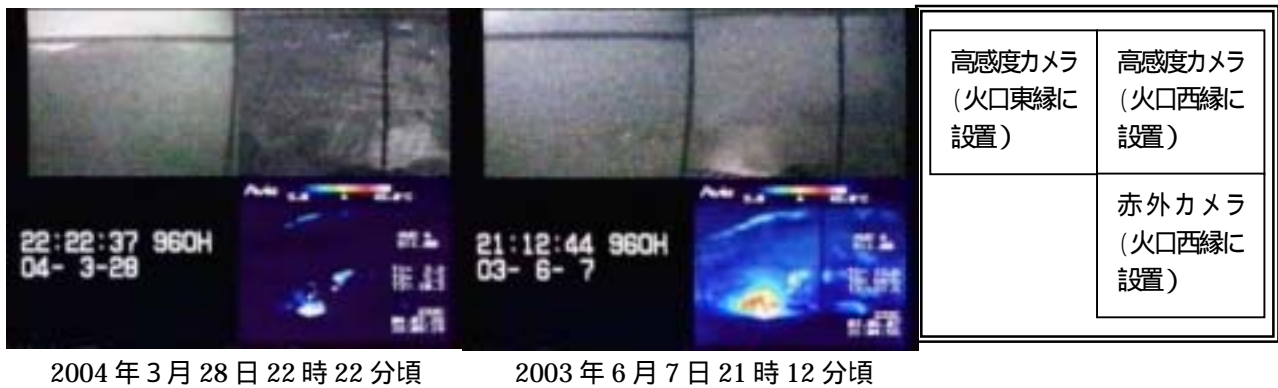 Avio
22:22:37 960H
04- 3-28
Avio
21:12:44 960H
03- 6- 7
高感度カメラ
(火口東縁に
設置)
高感度カメラ
(火口西縁に
設置)
赤外カメラ
(火口西縁に
設置)
2004年3月28日22時22分頃
2003年6月7日21時12分頃